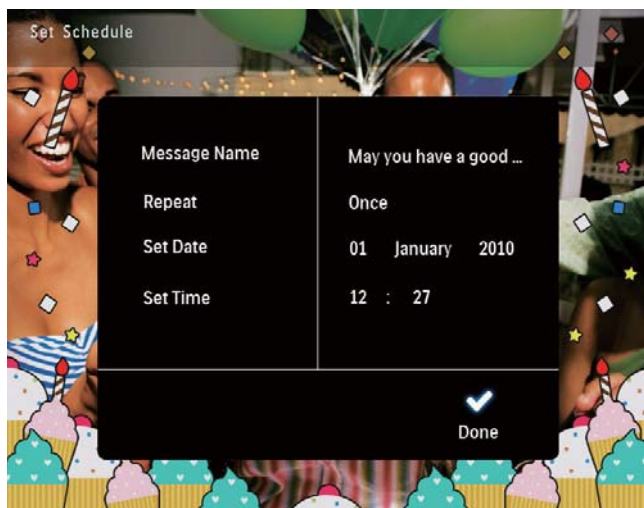 Set Schedule
Message Name May you have a good ...
Repeat Once
Set Date 01 January 2010
Set Time 12 : 27
Done